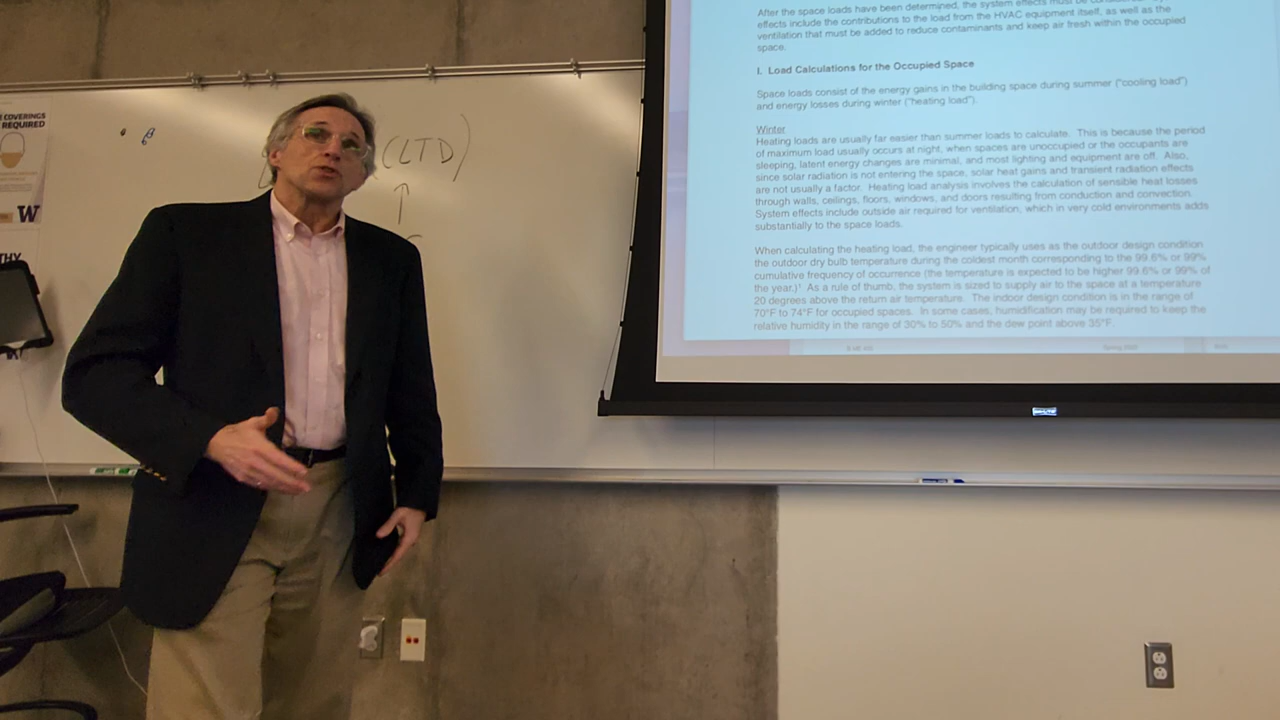 After the space loads have been determined, the system effects must be
effects include the contributions to the load from the HVAC equipment itself, as well as the
ventilation that must be added to reduce contaminants and keep air fresh within the occupied
space.
I. Load Calculations for the Occupied Space
Space loads consist of the energy gains in the building space during summer ("cooling load")
and energy losses during winter ("heating load").
Winter
Heating loads are usually far easier than summer loads to calculate. This is because the period
of maximum load usually occurs at night, when spaces are unoccupied or the occupants are
sleeping, latent energy changes are minimal, and most lighting and equipment are off. Also,
since solar radiation is not entering the space, solar heat gains and transient radiation effects
are not usually a factor. Heating load analysis involves the calculation of sensible heat losses
through walls, ceilings, floors, windows, and doors resulting from conduction and convection.
System effects include outside air required for ventilation, which in very cold environments adds
substantially to the space loads.
When calculating the heating load, the engineer typically uses as the outdoor design condition
the outdoor dry bulb temperature during the coldest month corresponding to the 99.6% or 99%
cumulative frequency of occurrence (the temperature is expected to be higher 99.6% or 99% of
the year.)¹ As a rule of thumb, the system is sized to supply air to the space at a temperature
20 degrees above the return air temperature. The indoor design condition is in the range of
70°F to 74°F for occupied spaces. In some cases, humidification may be required to keep the
relative humidity in the range of 30% to 50% and the dew point above 35°F.
(LTD)
COVERINGS
REQUIRED
W
THY